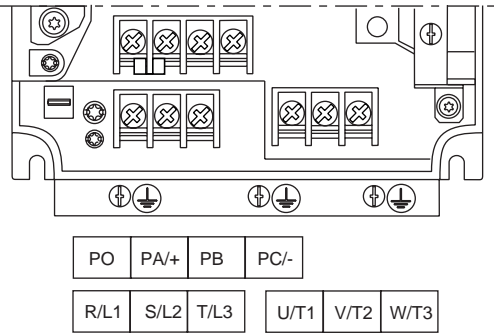 PO PA/+ PB PC/-
R/L1 S/L2 T/L3 U/T1 V/T2 W/T3